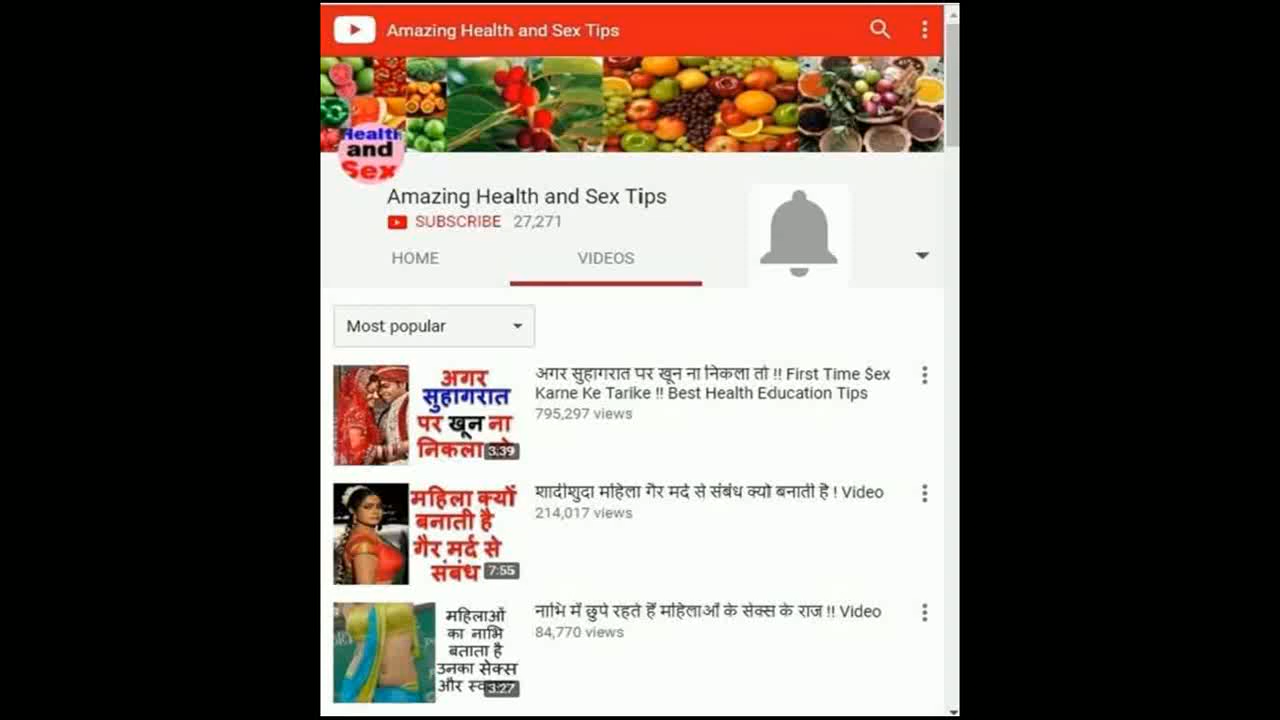 Amazing Health and Sex Tips
Health
and
Sex
Amazing Health and Sex Tips
SUBSCRIBE 27,271
HOME VIDEOS
Most popular
अगर
सुहागरात
पर खून ना
निकला
3:39
अगर सुहागरात पर खून ना निकला तो !! First Time $ex
Karne Ke Tarike !! Best Health Education Tips
795,297 views
महिला क्यों
बनाती है
गैर मर्द से
संबंध 7:55
शादीशुदा महिला गैर मर्द से संबंध क्यो बनाती है ! Video
214,017 views
महिलाओं
का नाभि
बताता है
उनका सेक्स
और
3:27
नाभि में छुपे रहते हैं महिलाओं के सेक्स के राज !! Video
84,770 views